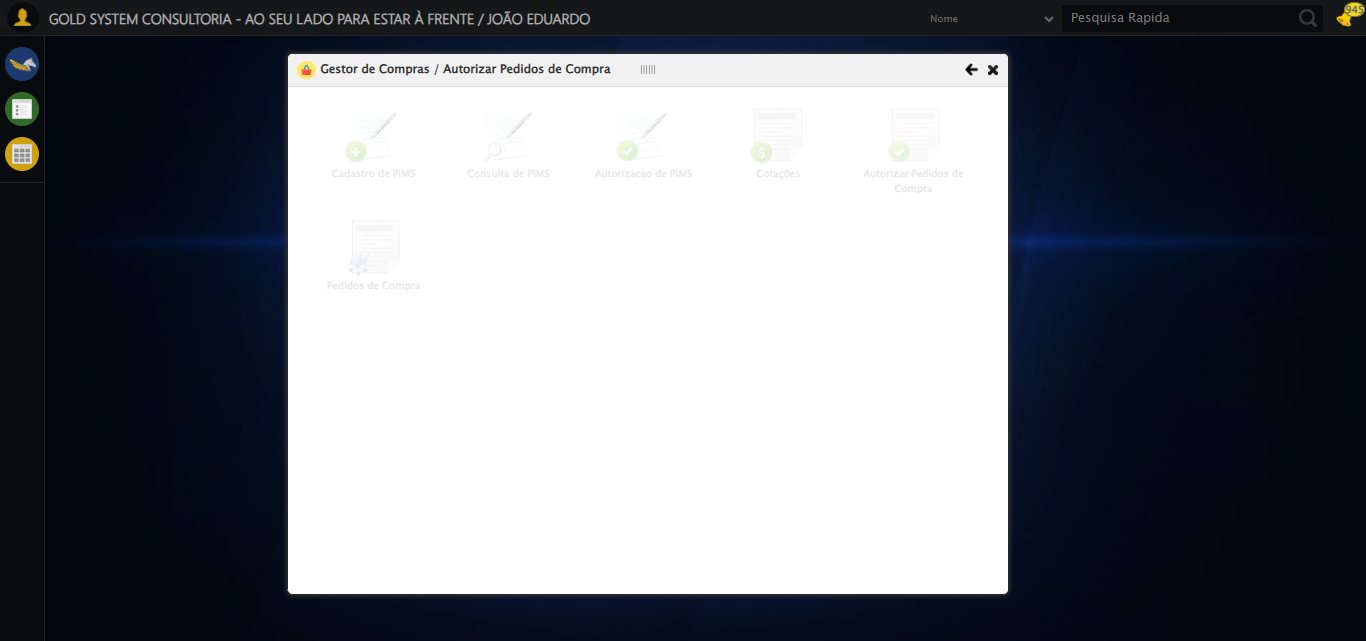 GOLD SYSTEM CONSULTORIA - AO SEU LADO PARA ESTAR À FRENTE / JOÃO EDUARDO
Nome
Pesquisa Rapida
945
Gestor de Compras / Autorizar Pedidos de Compra
Cadastro de PIMS
Consulta de PIMS
Autorizacao de PIMS
Cotações
Autorizar Pedidos de
Compra
Pedidos de Compra